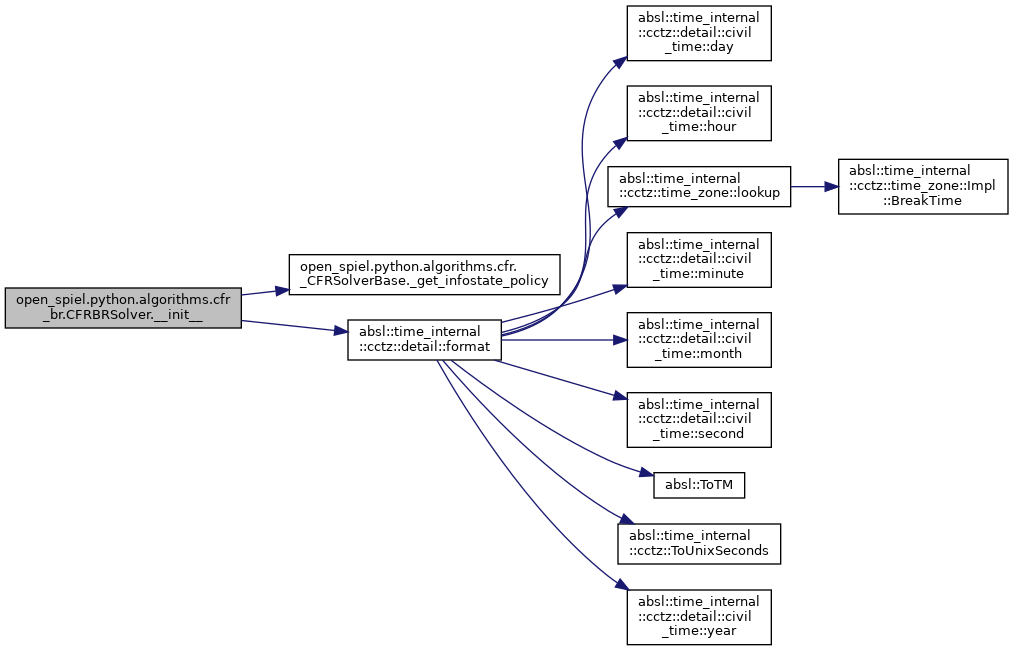 open_spiel.python.algorithms.cfr
_br.CFRBRSolver.__init__
open_spiel.python.algorithms.cfr.
_CFRSolverBase._get_infostate_policy
absl::time_internal
::cctz::detail::format
absl::time_internal
::cctz::detail::civil
_time::day
absl::time_internal
::cctz::detail::civil
_time::hour
absl::time_internal
::cctz::time_zone::lookup
absl::time_internal
::cctz::time_zone::Impl
::BreakTime
absl::time_internal
::cctz::detail::civil
_time::minute
absl::time_internal
::cctz::detail::civil
_time::month
absl::time_internal
::cctz::detail::civil
_time::second
absl::ToTM
absl::time_internal
::cctz::ToUnixSeconds
absl::time_internal
::cctz::detail::civil
_time::year